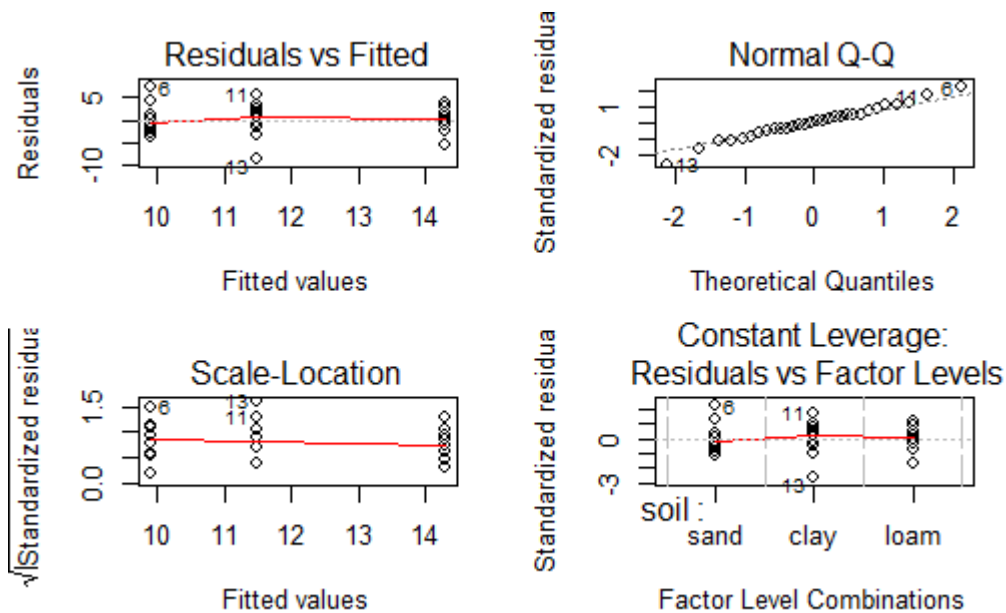 Residuals vs Fitted
Residuals
5
-10
6
11
13
10 11 12 13 14
Fitted values
Normal Q-Q
Standardized residua
1
-2
13
11
6
-2 -1 0 1 2
Theoretical Quantiles
Scale-Location
√|Standardized residua
1.5
0.0
6
13
11
10 11 12 13 14
Fitted values
Constant Leverage:
Residuals vs Factor Levels
Standardized residua
0
-3
6
11
13
soil :
sand clay loam
Factor Level Combinations